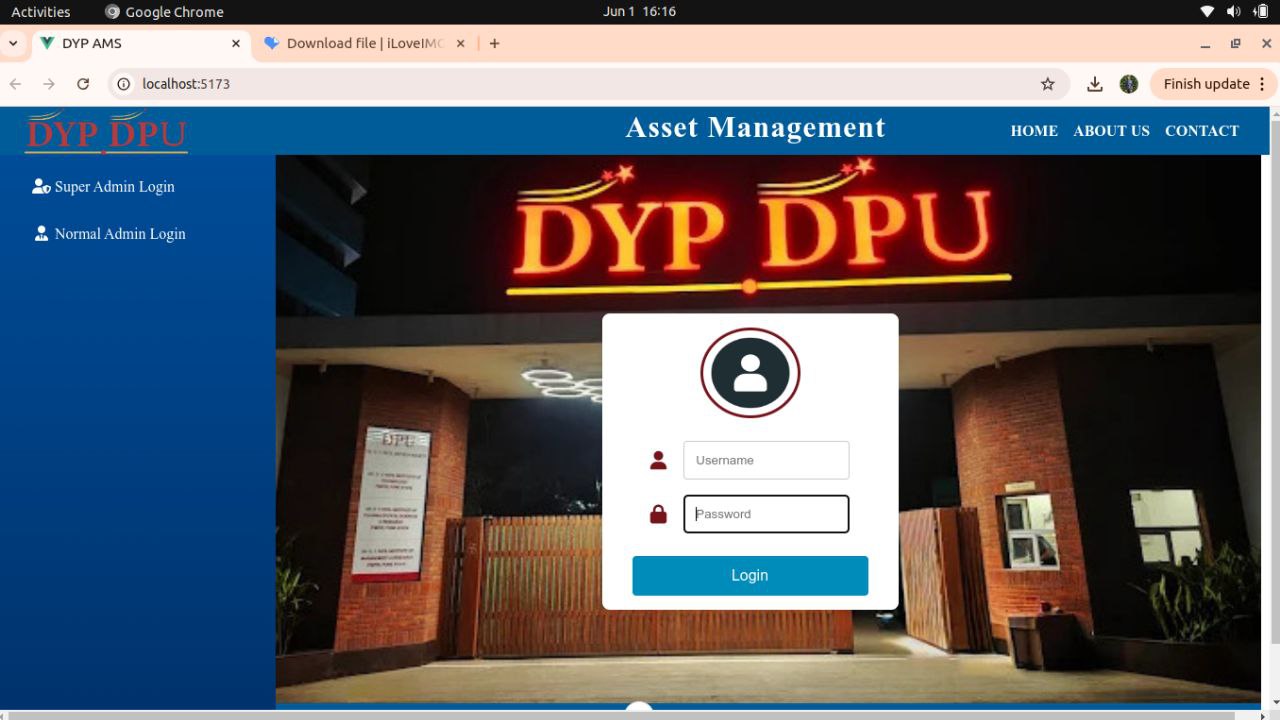 Activities
Google Chrome
Jun 1 16:16
DYP AMS
Download file | iLoveIM
localhost:5173
Finish update
DYP DPU
Asset Management
HOME
ABOUT US
CONTACT
Super Admin Login
Normal Admin Login
DYP DPU
DPU
Username
Password
Login